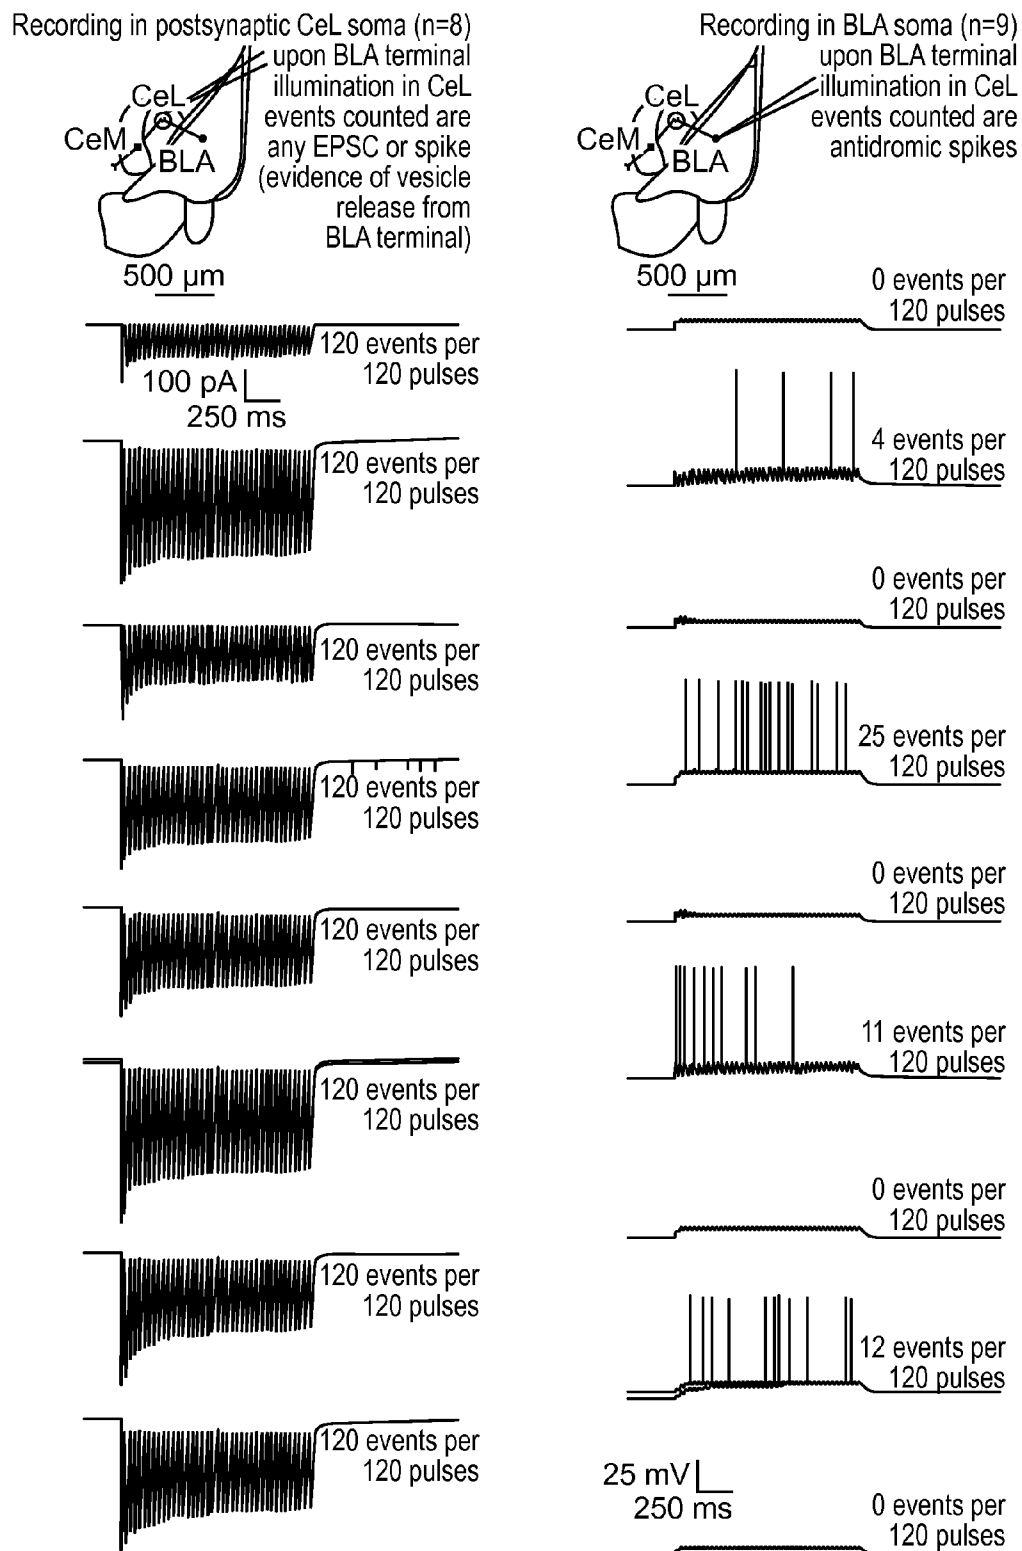 Recording in postsynaptic CeL soma (n=8)
upon BLA terminal
illumination in CeL
events counted are
any EPSC or spike
(evidence of vesicle
release from
BLA terminal)
CeL
CeM
BLA
500 µm
120 events per
120 pulses
100 pA
250 ms
120 events per
120 pulses
120 events per
120 pulses
120 events per
120 pulses
120 events per
120 pulses
120 events per
120 pulses
120 events per
120 pulses
120 events per
120 pulses
Recording in BLA soma (n=9)
upon BLA terminal
illumination in CeL
events counted are
antidromic spikes
CeL
CeM
BLA
500 µm
0 events per
120 pulses
4 events per
120 pulses
0 events per
120 pulses
25 events per
120 pulses
0 events per
120 pulses
11 events per
120 pulses
0 events per
120 pulses
12 events per
120 pulses
25 mV
250 ms
0 events per
120 pulses